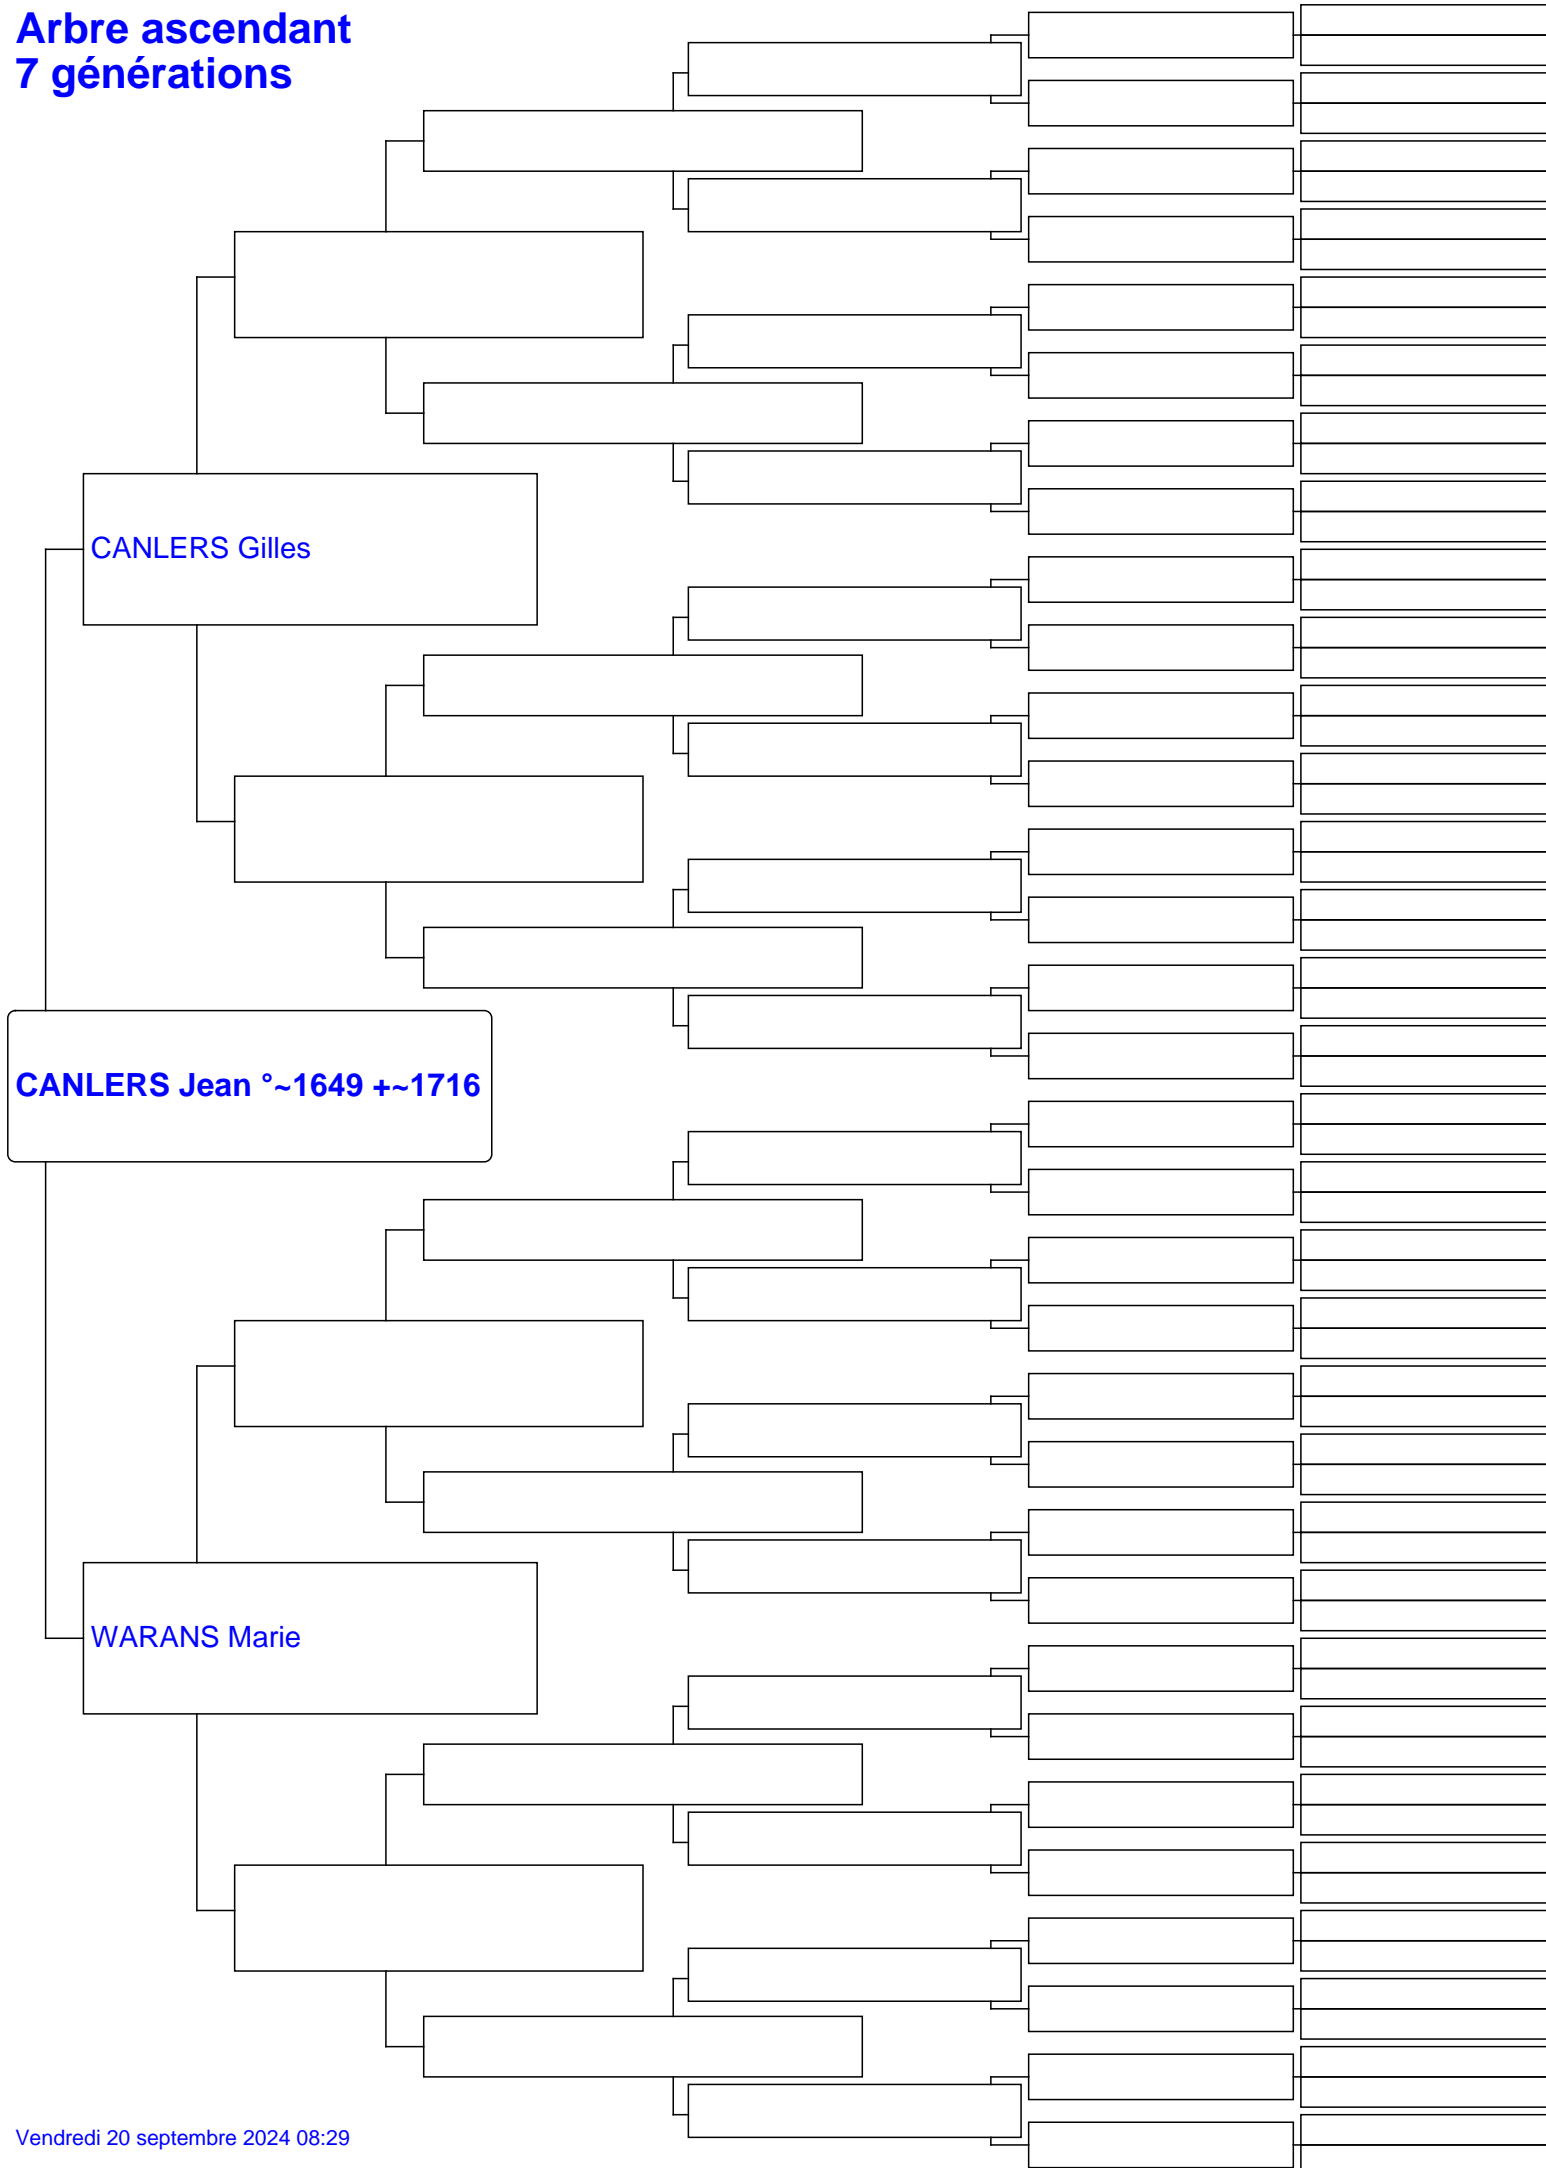 Arbre ascendant
7 générations
CANLERS Gilles
CANLERS Jean °~1649 +~1716
WARANS Marie
Vendredi 20 septembre 2024 08:29